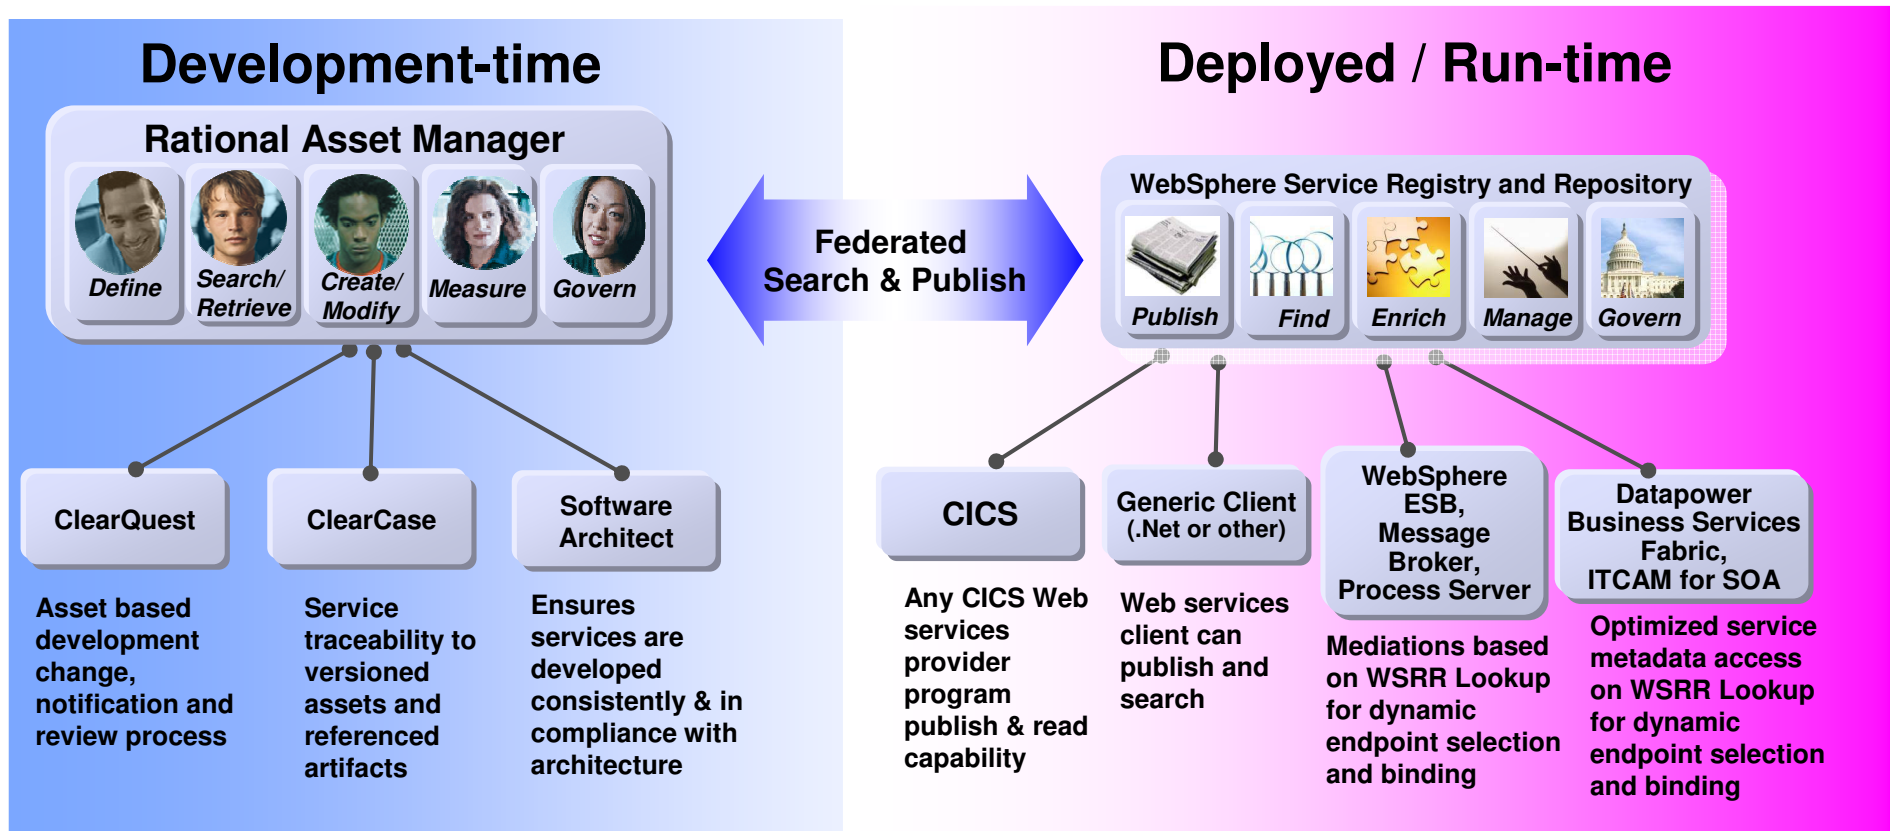 Development-time
Rational Asset Manager
Define
Search/
Retrieve
Create/
Modify
Measure
Govern
Federated
Search & Publish
Deployed / Run-time
WebSphere Service Registry and Repository
Publish
Find
Enrich
Manage
Govern
ClearQuest
Asset based
development
change,
notification and
review process
ClearCase
Service
traceability to
versioned
assets and
referenced
artifacts
Software
Architect
Ensures
services are
developed
consistently & in
compliance with
architecture
CICS
Any CICS Web
services
provider
program
publish & read
capability
Generic Client
(.Net or other)
Web services
client can
publish and
search
WebSphere
ESB,
Message
Broker,
Process Server
Mediations based
on WSRR Lookup
for dynamic
endpoint selection
and binding
Datapower
Business Services
Fabric,
ITCAM for SOA
Optimized service
metadata access
on WSRR Lookup
for dynamic
endpoint selection
and binding